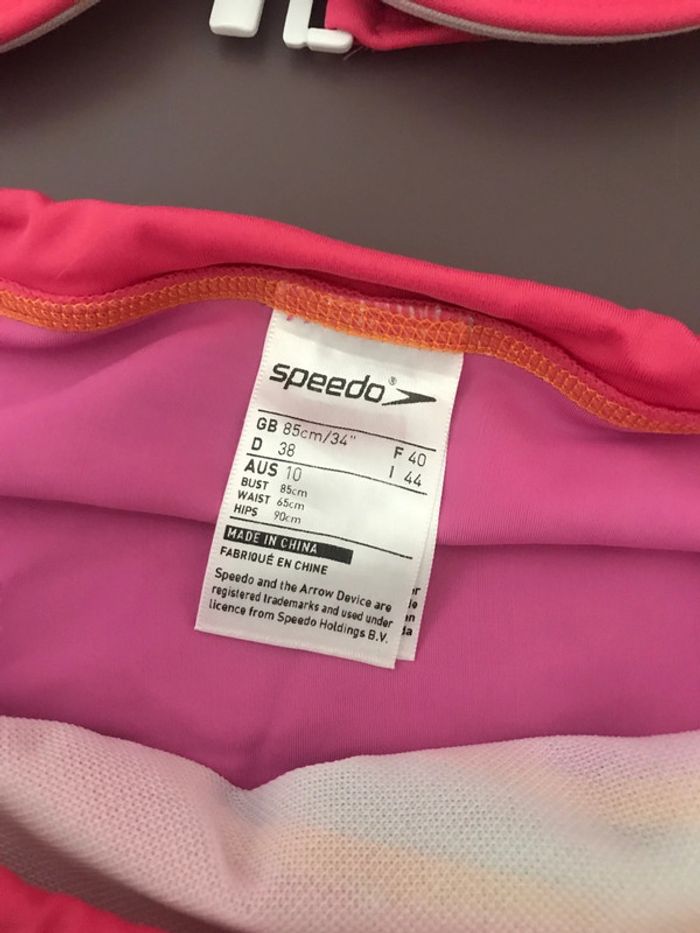 speedo®
GB 85cm/34" F 40
D 38 I 44
AUS 10
BUST 85cm
WAIST 65cm
HIPS 90cm
MADE IN CHINA
FABRIQUÉ EN CHINE
Speedo and the Arrow Device are
registered trademarks and used under
licence from Speedo Holdings B.V.